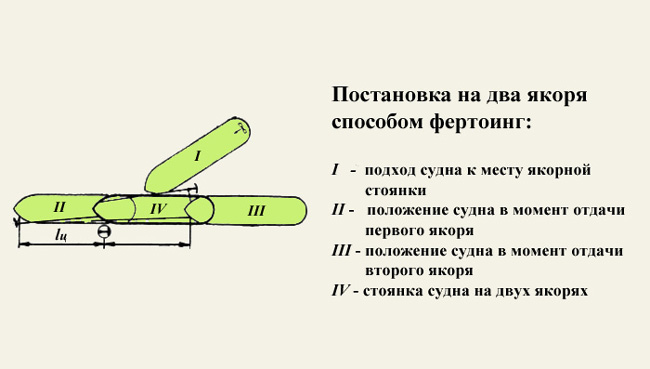 Постановка на два якоря
способом фертоинг:
I - подход судна к месту якорной
стоянки
II - положение судна в момент отдачи
первого якоря
III - положение судна в момент отдачи
второго якоря
IV - стоянка судна на двух якорях
I
II
IV
III
lц